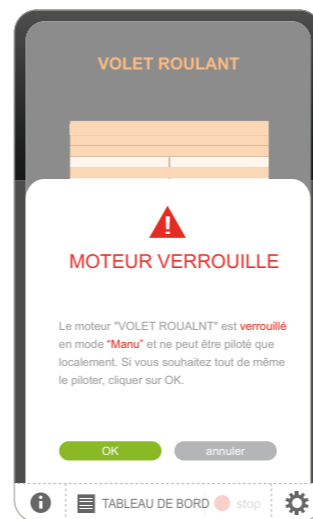 VOLET ROULANT
MOTEUR VERROUILLE
Le moteur "VOLET ROUALNT" est verrouillé
en mode “Manu” et ne peut être piloté que
localement. Si vous souhaitez tout de même
le piloter, cliquer sur OK.
OK annuler
TABLEAU DE BORD stop